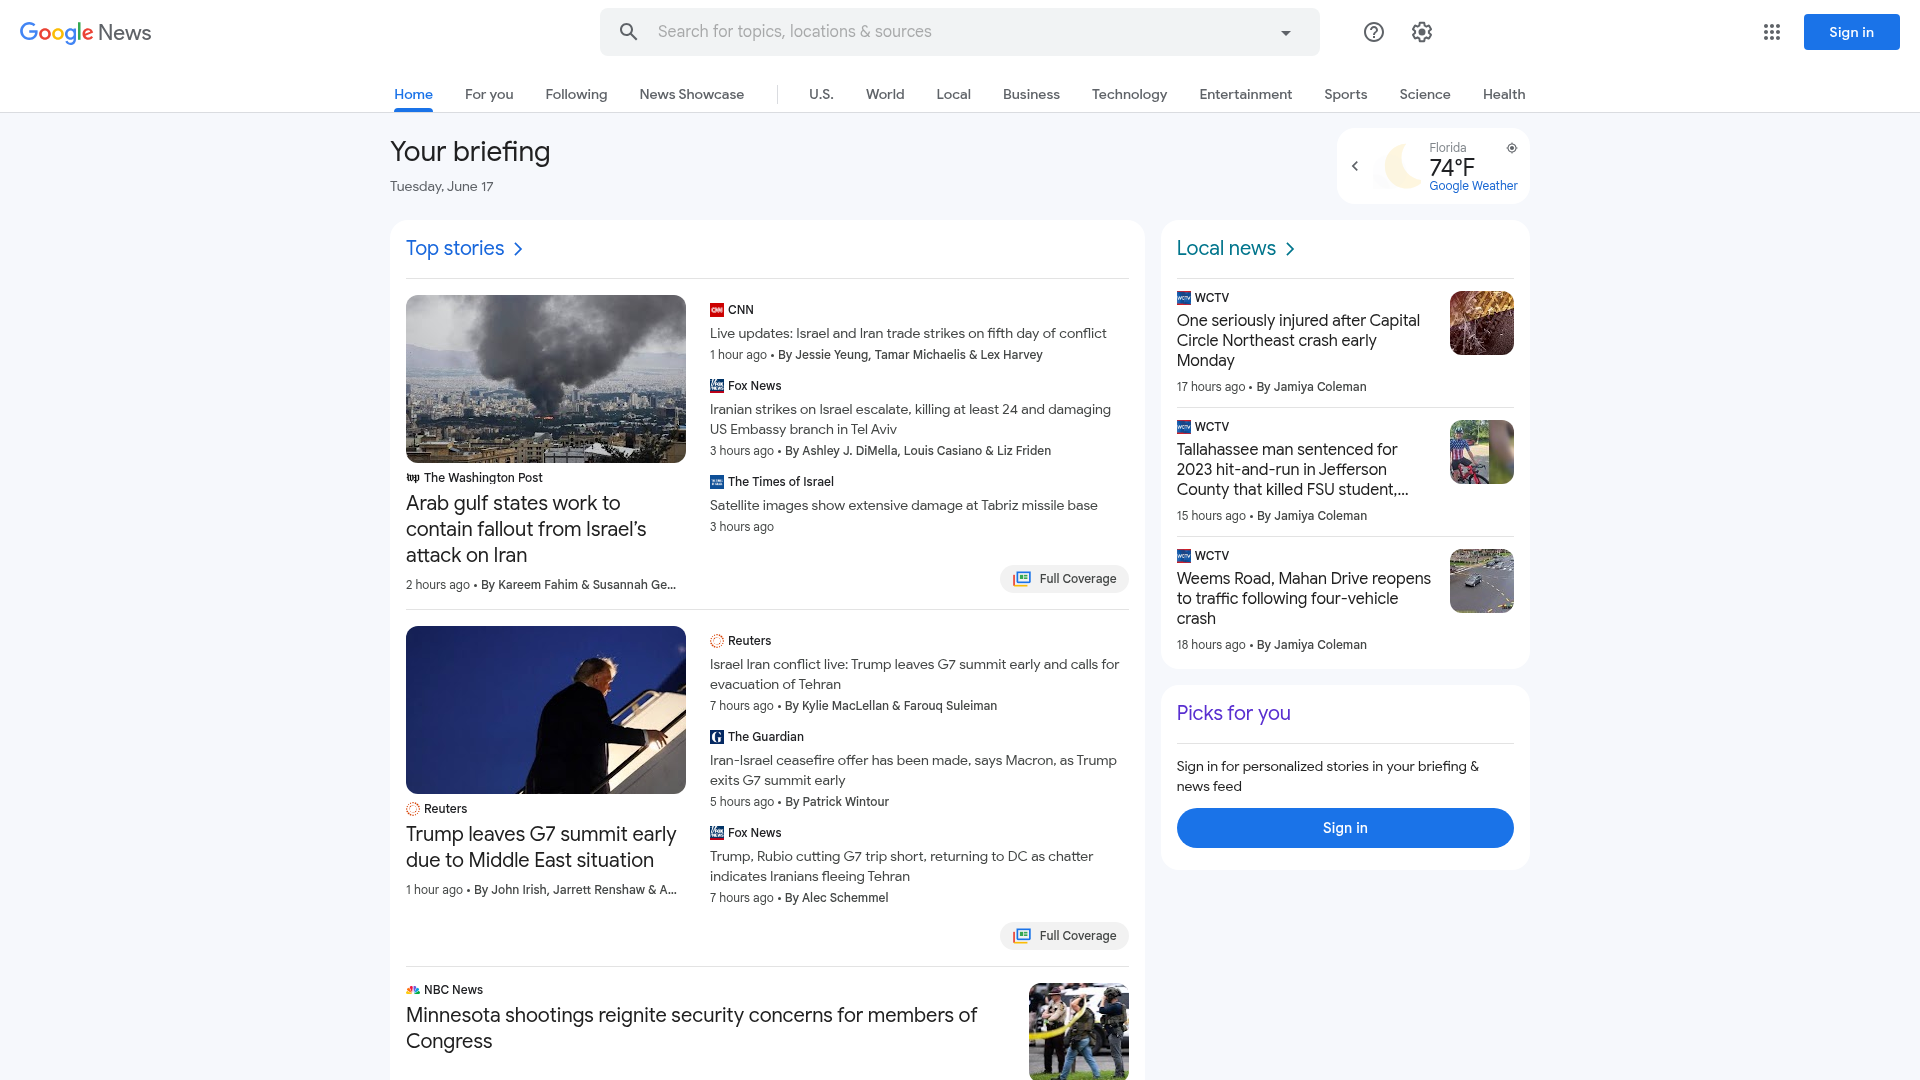 Google News
Search for topics, locations & sources
Sign in
Home
For you
Following
News Showcase
U.S.
World
Local
Business
Technology
Entertainment
Sports
Science
Health
Your briefing
Tuesday, June 17
Florida
74°F
Google Weather
Top stories
The Washington Post
Arab gulf states work to
contain fallout from Israel’s
attack on Iran
2 hours ago • By Kareem Fahim & Susannah Ge...
CNN
Live updates: Israel and Iran trade strikes on fifth day of conflict
1 hour ago • By Jessie Yeung, Tamar Michaelis & Lex Harvey
Fox News
Iranian strikes on Israel escalate, killing at least 24 and damaging
US Embassy branch in Tel Aviv
3 hours ago • By Ashley J. DiMella, Louis Casiano & Liz Friden
The Times of Israel
Satellite images show extensive damage at Tabriz missile base
3 hours ago
Full Coverage
Reuters
Trump leaves G7 summit early
due to Middle East situation
1 hour ago • By John Irish, Jarrett Renshaw & A...
Reuters
Israel Iran conflict live: Trump leaves G7 summit early and calls for
evacuation of Tehran
7 hours ago • By Kylie MacLellan & Farouq Suleiman
The Guardian
Iran-Israel ceasefire offer has been made, says Macron, as Trump
exits G7 summit early
5 hours ago • By Patrick Wintour
Fox News
Trump, Rubio cutting G7 trip short, returning to DC as chatter
indicates Iranians fleeing Tehran
7 hours ago • By Alec Schemmel
Full Coverage
NBC News
Minnesota shootings reignite security concerns for members of
Congress
Local news
WCTV
One seriously injured after Capital
Circle Northeast crash early
Monday
17 hours ago • By Jamiya Coleman
WCTV
Tallahassee man sentenced for
2023 hit-and-run in Jefferson
County that killed FSU student,...
15 hours ago • By Jamiya Coleman
WCTV
Weems Road, Mahan Drive reopens
to traffic following four-vehicle
crash
18 hours ago • By Jamiya Coleman
Picks for you
Sign in for personalized stories in your briefing &
news feed
Sign in